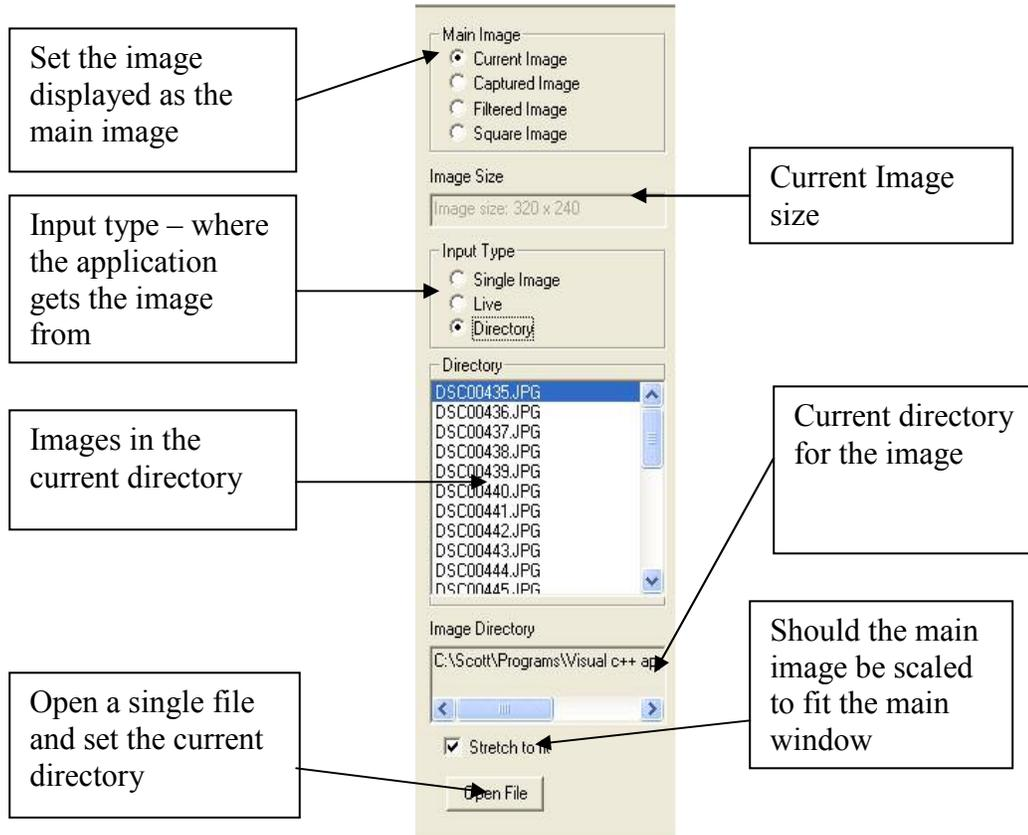 Set the image
displayed as the
main image
Input type – where
the application
gets the image
from
Images in the
current directory
Open a single file
and set the current
directory
Main Image
Current Image
Captured Image
Filtered Image
Square Image
Image Size
Image size: 320 x 240
Input Type
Single Image
Live
Directory
Directory
DSC00435.JPG
DSC00436.JPG
DSC00437.JPG
DSC00438.JPG
DSC00439.JPG
DSC00440.JPG
DSC00441.JPG
DSC00442.JPG
DSC00443.JPG
DSC00444.JPG
DSC00445.JPG
Image Directory
C:\Scott\Programs\Visual c++ ap
Stretch to fit
Open File
Current Image
size
Current directory
for the image
Should the main
image be scaled
to fit the main
window